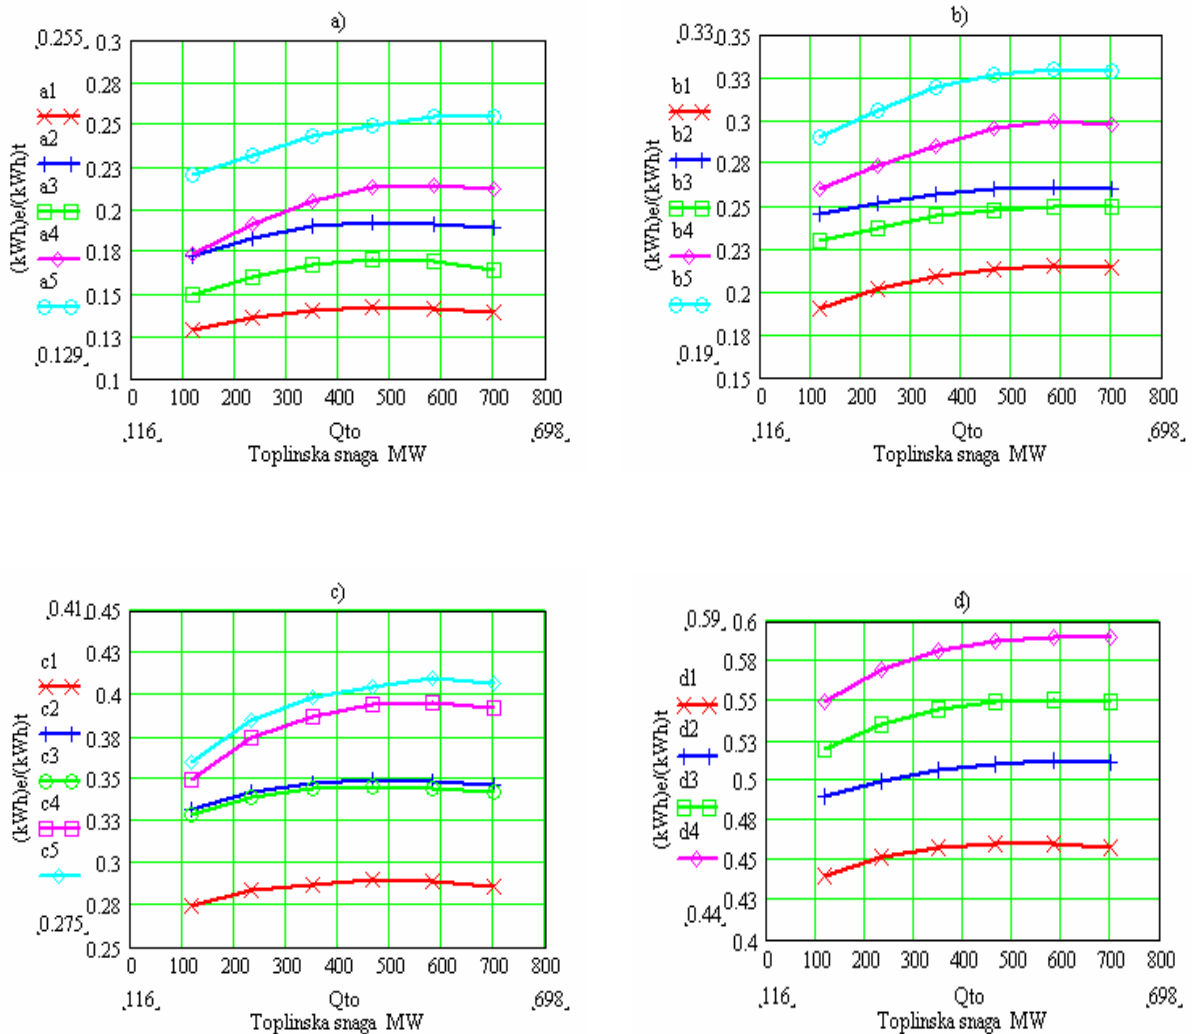 a)
0.255
0.3
0.28
0.25
0.23
0.2
0.18
0.15
0.13
0.1
a1
a2
a3
a4
a5
0.129
(kWh)e/(kWh)t
0 100 200 300 400 500 600 700 800
116 Qto 698
Toplinska snaga MW
b)
0.33
0.35
0.33
0.3
0.28
0.25
0.23
0.2
0.18
0.15
b1
b2
b3
b4
b5
0.19
(kWh)e/(kWh)t
0 100 200 300 400 500 600 700 800
116 Qto 698
Toplinska snaga MW
c)
0.41
0.45
0.43
0.4
0.38
0.35
0.33
0.3
0.28
0.25
c1
c2
c3
c4
c5
0.275
(kWh)e/(kWh)t
0 100 200 300 400 500 600 700 800
116 Qto 698
Toplinska snaga MW
d)
0.59
0.6
0.58
0.55
0.53
0.5
0.48
0.45
0.43
0.4
d1
d2
d3
d4
0.44
(kWh)e/(kWh)t
0 100 200 300 400 500 600 700 800
116 Qto 698
Toplinska snaga MW